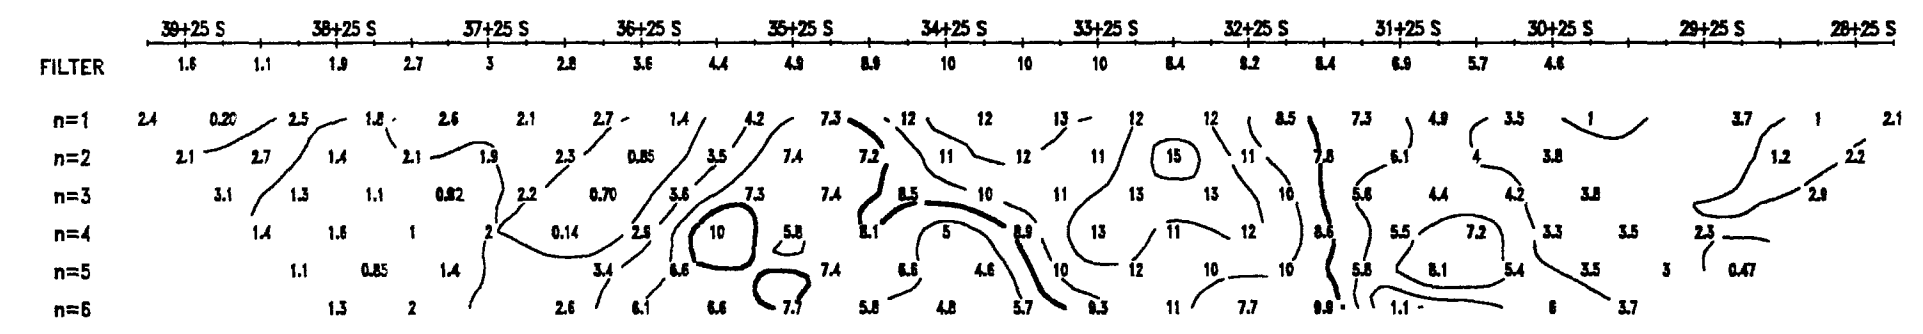 39+25 S 38+25 S 37+25 S 36+25 S 35+25 S 34+25 S 33+25 S 32+25 S 31+25 S 30+25 S 29+25 S 28+25 S
FILTER 1.6 1.1 1.9 2.7 3 2.8 3.6 4.4 4.9 8.9 10 10 10 8.4 9.2 8.4 6.9 5.7 4.6
n=1 2.4 0.20 2.5 1.8 2.6 2.1 2.7 1.4 4.2 7.3 12 12 13 12 12 8.5 7.3 4.9 3.5 1 3.7 1 2.1
n=2 2.1 2.7 1.4 2.1 1.9 2.3 0.85 3.5 7.4 7.2 11 12 11 15 11 7.8 6.1 4 3.8 1.2 2.2
n=3 3.1 1.3 1.1 0.92 2.2 0.70 3.6 7.3 7.4 8.5 10 11 13 13 10 5.6 4.4 4.2 3.8 2.9
n=4 1.4 1.6 1 2 0.14 2.6 10 5.8 8.1 5 8.9 13 11 12 8.6 5.5 7.2 3.3 3.5 2.3
n=5 1.1 0.85 1.4 3.4 6.6 7.4 6.6 4.6 10 12 10 10 5.8 8.1 5.4 3.5 3 0.47
n=6 1.3 2 2.6 6.1 6.6 7.7 5.8 4.8 5.7 9.3 11 7.7 9.9 1.1 6 3.7